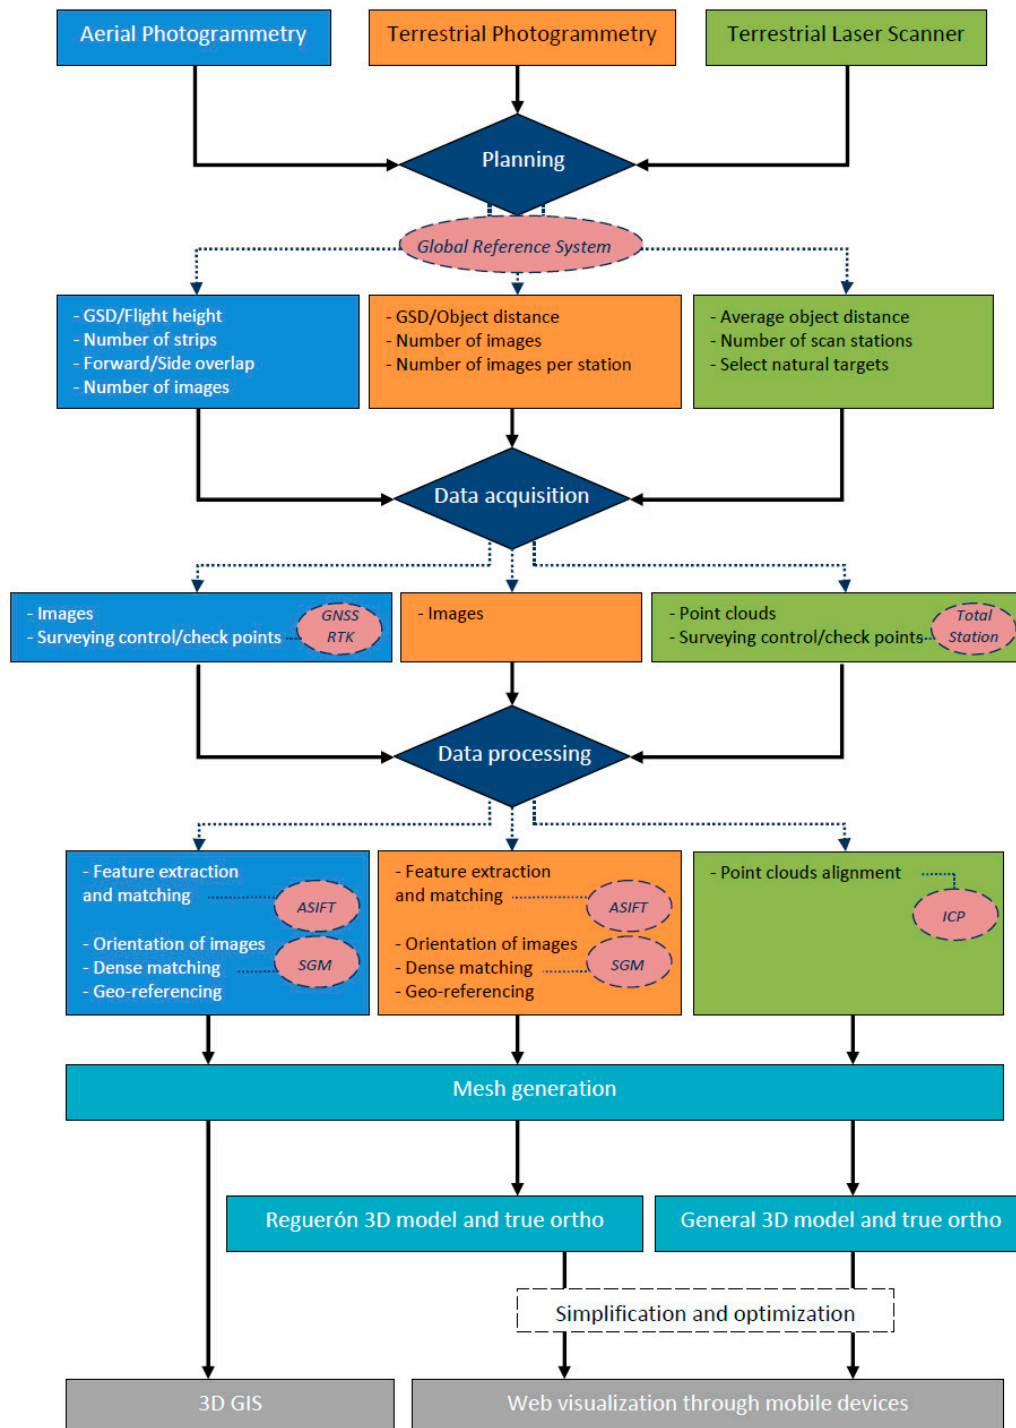 Aerial Photogrammetry
Terrestrial Photogrammetry
Terrestrial Laser Scanner
Planning
Global Reference System
- GSD/Flight height
- Number of strips
- Forward/Side overlap
- Number of images
- GSD/Object distance
- Number of images
- Number of images per station
- Average object distance
- Number of scan stations
- Select natural targets
Data acquisition
- Images
- Surveying control/check points
GNSS
RTK
- Images
- Point clouds
- Surveying control/check points
Total
Station
Data processing
- Feature extraction
and matching
ASIFT
- Orientation of images
- Dense matching
SGM
- Geo-referencing
- Feature extraction
and matching
ASIFT
- Orientation of images
- Dense matching
SGM
- Geo-referencing
- Point clouds alignment
ICP
Mesh generation
Reguerón 3D model and true ortho
General 3D model and true ortho
Simplification and optimization
3D GIS
Web visualization through mobile devices